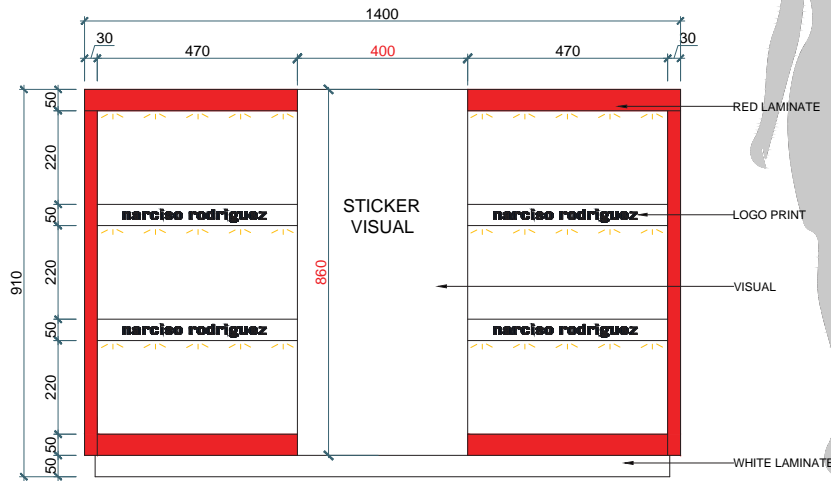 1400
30
470
400
470
30
50
RED LAMINATE
220
STICKER
VISUAL
50
narciso rodriguez
narciso rodriguez
LOGO PRINT
220
860
910
VISUAL
50
narciso rodriguez
narciso rodriguez
220
50
50
WHITE LAMINATE